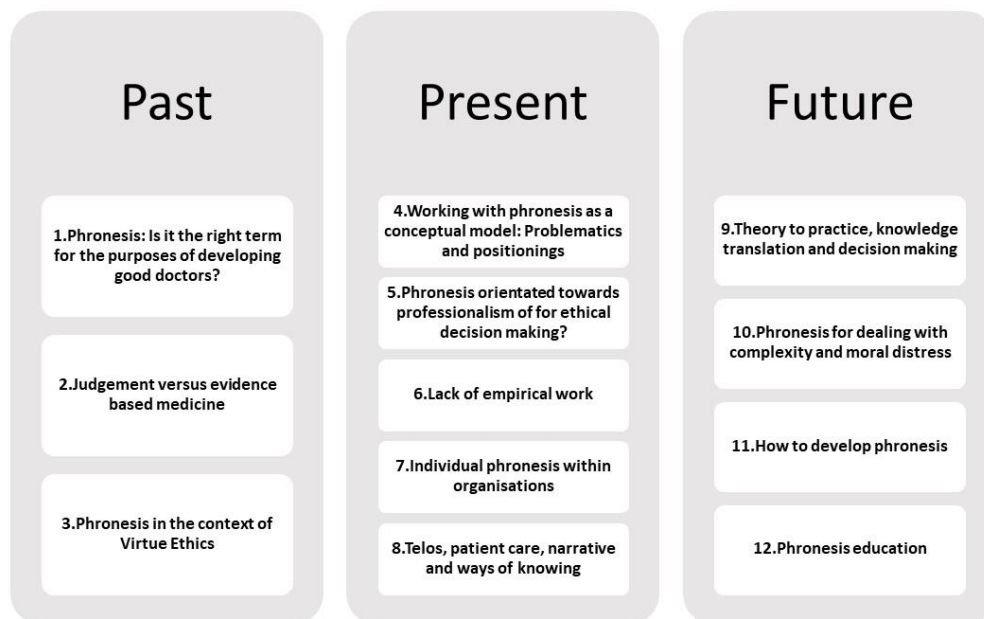 Past
1.Phronesis: Is it the right term
for the purposes of developing
good doctors?
2.Judgement versus evidence
based medicine
3.Phronesis in the context of
Virtue Ethics
Present
4.Working with phronesis as a
conceptual model: Problematics
and positionings
5.Phronesis orientated towards
professionalism of for ethical
decision making?
6.Lack of empirical work
7.Individual phronesis within
organisations
8.Telos, patient care, narrative
and ways of knowing
Future
9.Theory to practice, knowledge
translation and decision making
10.Phronesis for dealing with
complexity and moral distress
11.How to develop phronesis
12.Phronesis education